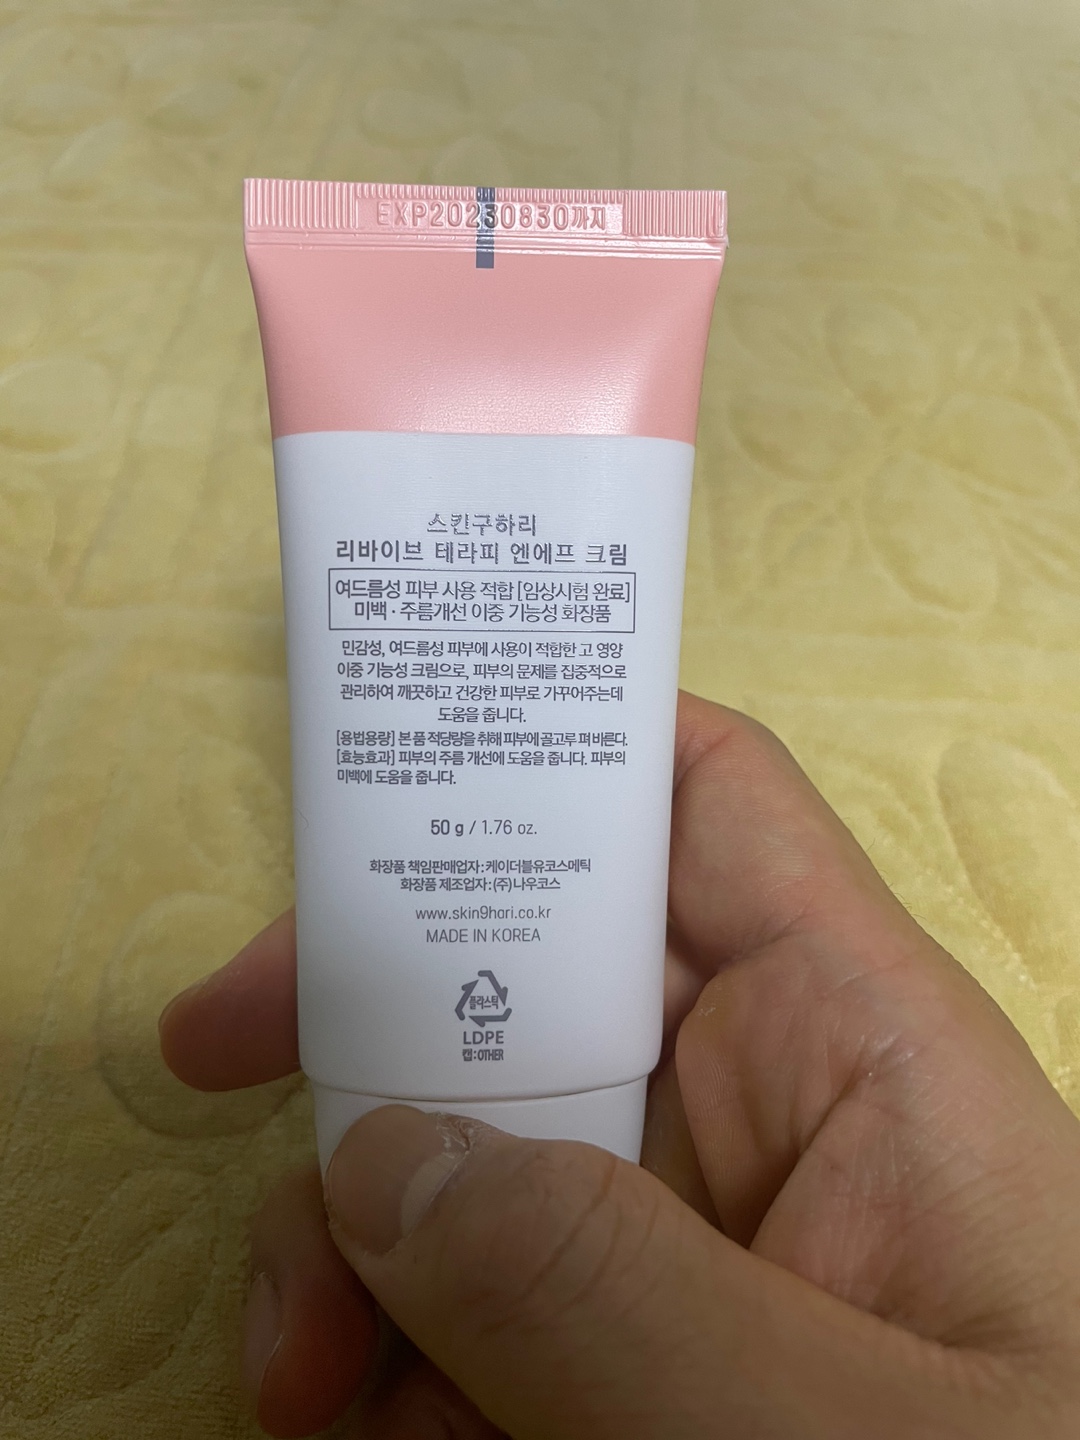 EXP20230830까지
스킨구하리
리바이브 테라피 엔에프 크림
여드름성 피부 사용 적합 [임상시험 완료]
미백 · 주름개선 이중 기능성 화장품
민감성, 여드름성 피부에 사용이 적합한 고 영양
이중 기능성 크림으로, 피부의 문제를 집중적으로
관리하여 깨끗하고 건강한 피부로 가꾸어주는데
도움을 줍니다.
[용법용량] 본 품 적당량을 취해 피부에 골고루 펴 바른다.
[효능효과] 피부의 주름 개선에 도움을 줍니다. 피부의
미백에 도움을 줍니다.
50 g / 1.76 oz.
화장품 책임판매업자 : 케이더블유코스메틱
화장품 제조업자 : (주)나우코스
www.skin9hari.co.kr
MADE IN KOREA
플라스틱
LDPE
캡 : OTHER